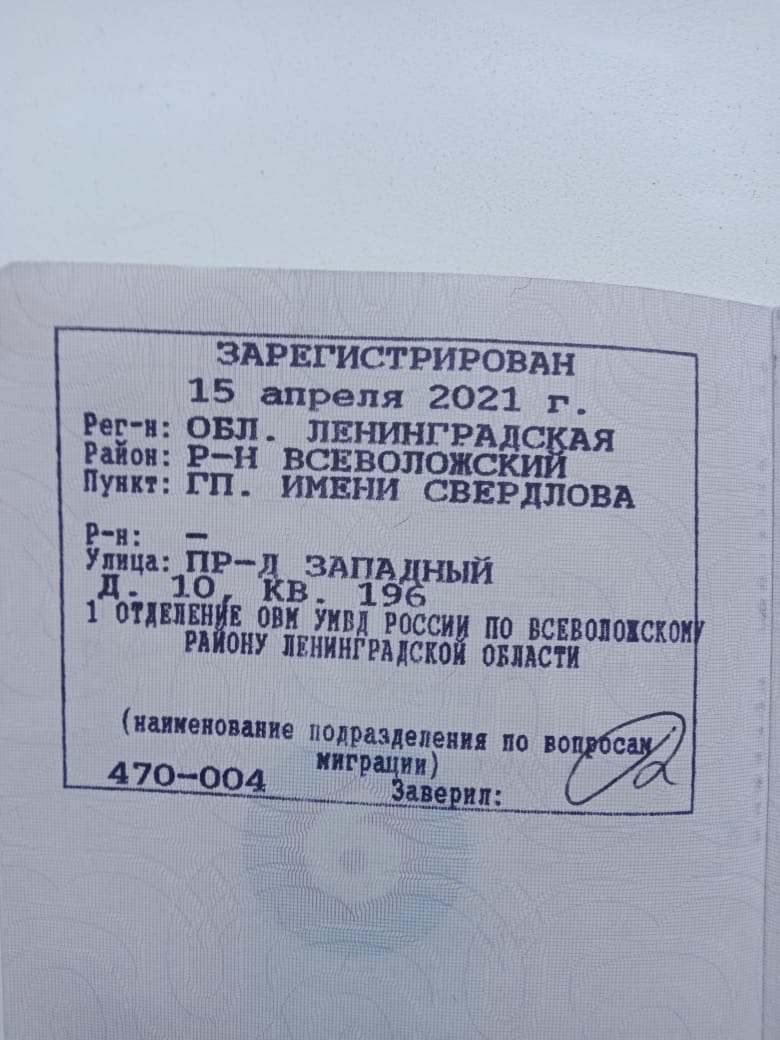 ЗАРЕГИСТРИРОВАН
15 апреля 2021 г.
Рег-н: ОБЛ. ЛЕНИНГРАДСКАЯ
Район: Р-Н ВСЕВОЛОЖСКИЙ
Пункт: ГП. ИМЕНИ СВЕРДЛОВА
Р-н: –
Улица: ПР-Д ЗАПАДНЫЙ
Д. 10, КВ. 196
1 ОТДЕЛЕНИЕ ОВМ УМВД РОССИИ ПО ВСЕВОЛОЖСКОМУ
РАЙОНУ ЛЕНИНГРАДСКОЙ ОБЛАСТИ
(наименование подразделения по вопросам
миграции)
470-004 Заверил: